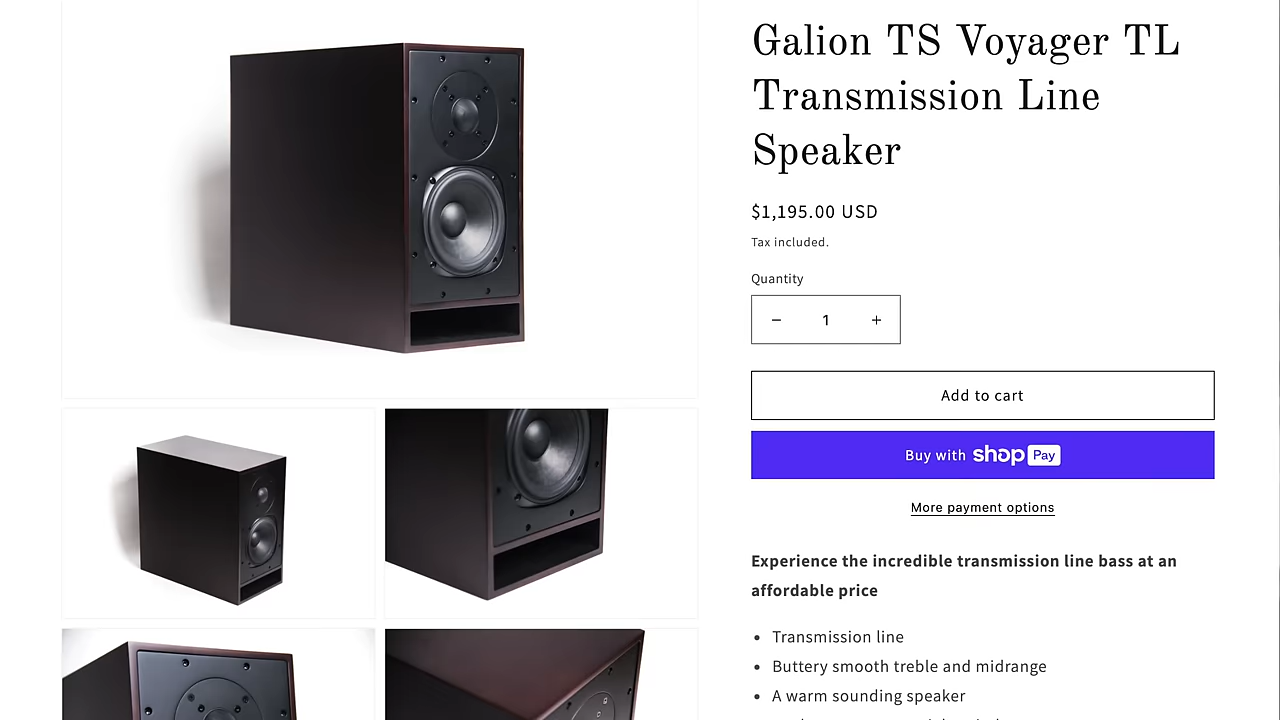 Galion TS Voyager TL
Transmission Line
Speaker
$1,195.00 USD
Tax included.
Quantity
− 1 +
Add to cart
Buy with shop Pay
More payment options
Experience the incredible transmission line bass at an
affordable price
• Transmission line
• Buttery smooth treble and midrange
• A warm sounding speaker